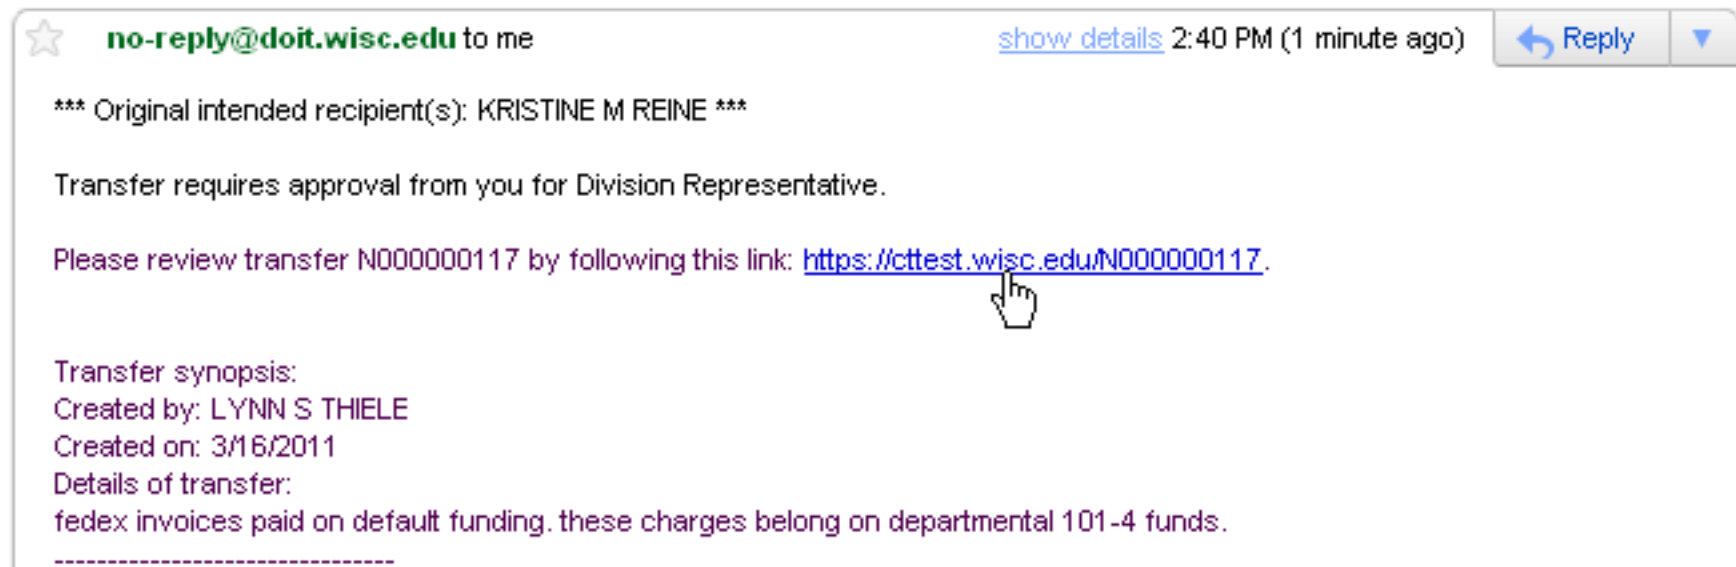 no-reply@doit.wisc.edu to me show details 2:40 PM (1 minute ago) Reply
*** Original intended recipient(s): KRISTINE M REINE ***
Transfer requires approval from you for Division Representative.
Please review transfer N000000117 by following this link: https://cttest.wisc.edu/N000000117.
Transfer synopsis:
Created by: LYNN S THIELE
Created on: 3/16/2011
Details of transfer:
fedex invoices paid on default funding. these charges belong on departmental 101-4 funds.
--------------------------------